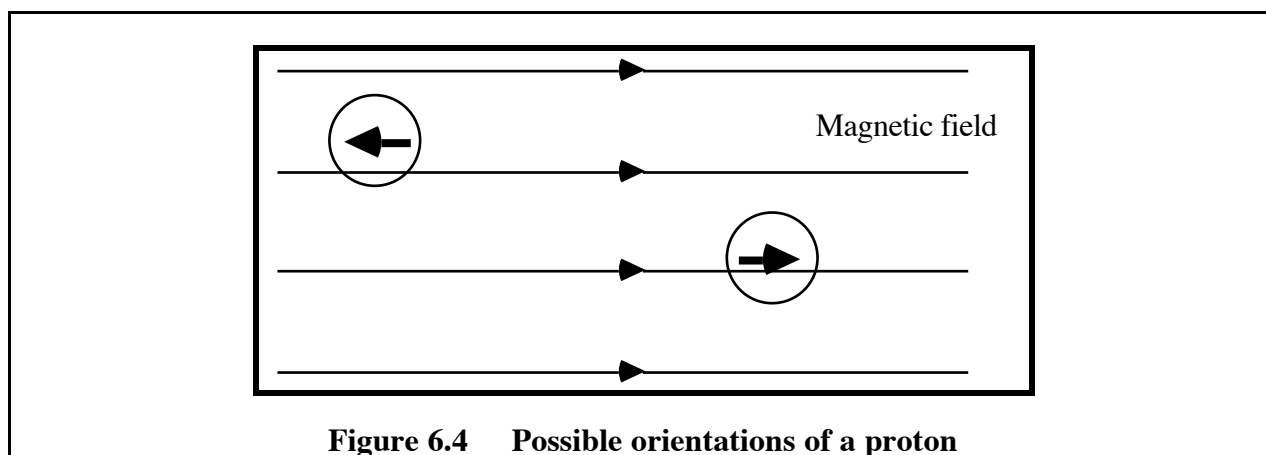 Magnetic field
Figure 6.4 Possible orientations of a proton